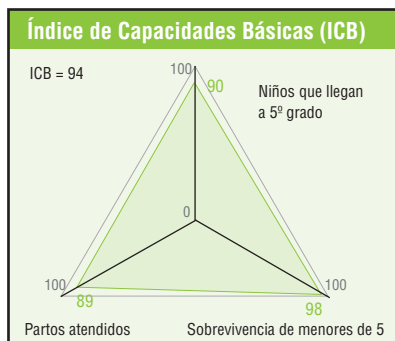 Índice de Capacidades Básicas (ICB)
ICB = 94
100
90
Niños que llegan
a 5º grado
0
100
100
89
98
Partos atendidos
Sobrevivencia de menores de 5